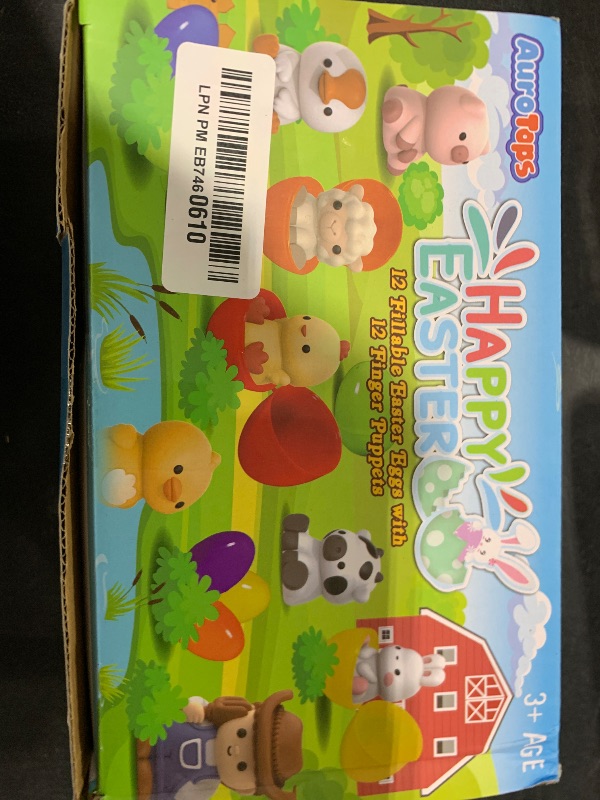 AuroTops
HAPPY
EASTER
12 Fillable Easter Eggs with
12 Finger Puppets
3+ AGE
LPN PM EB7460610